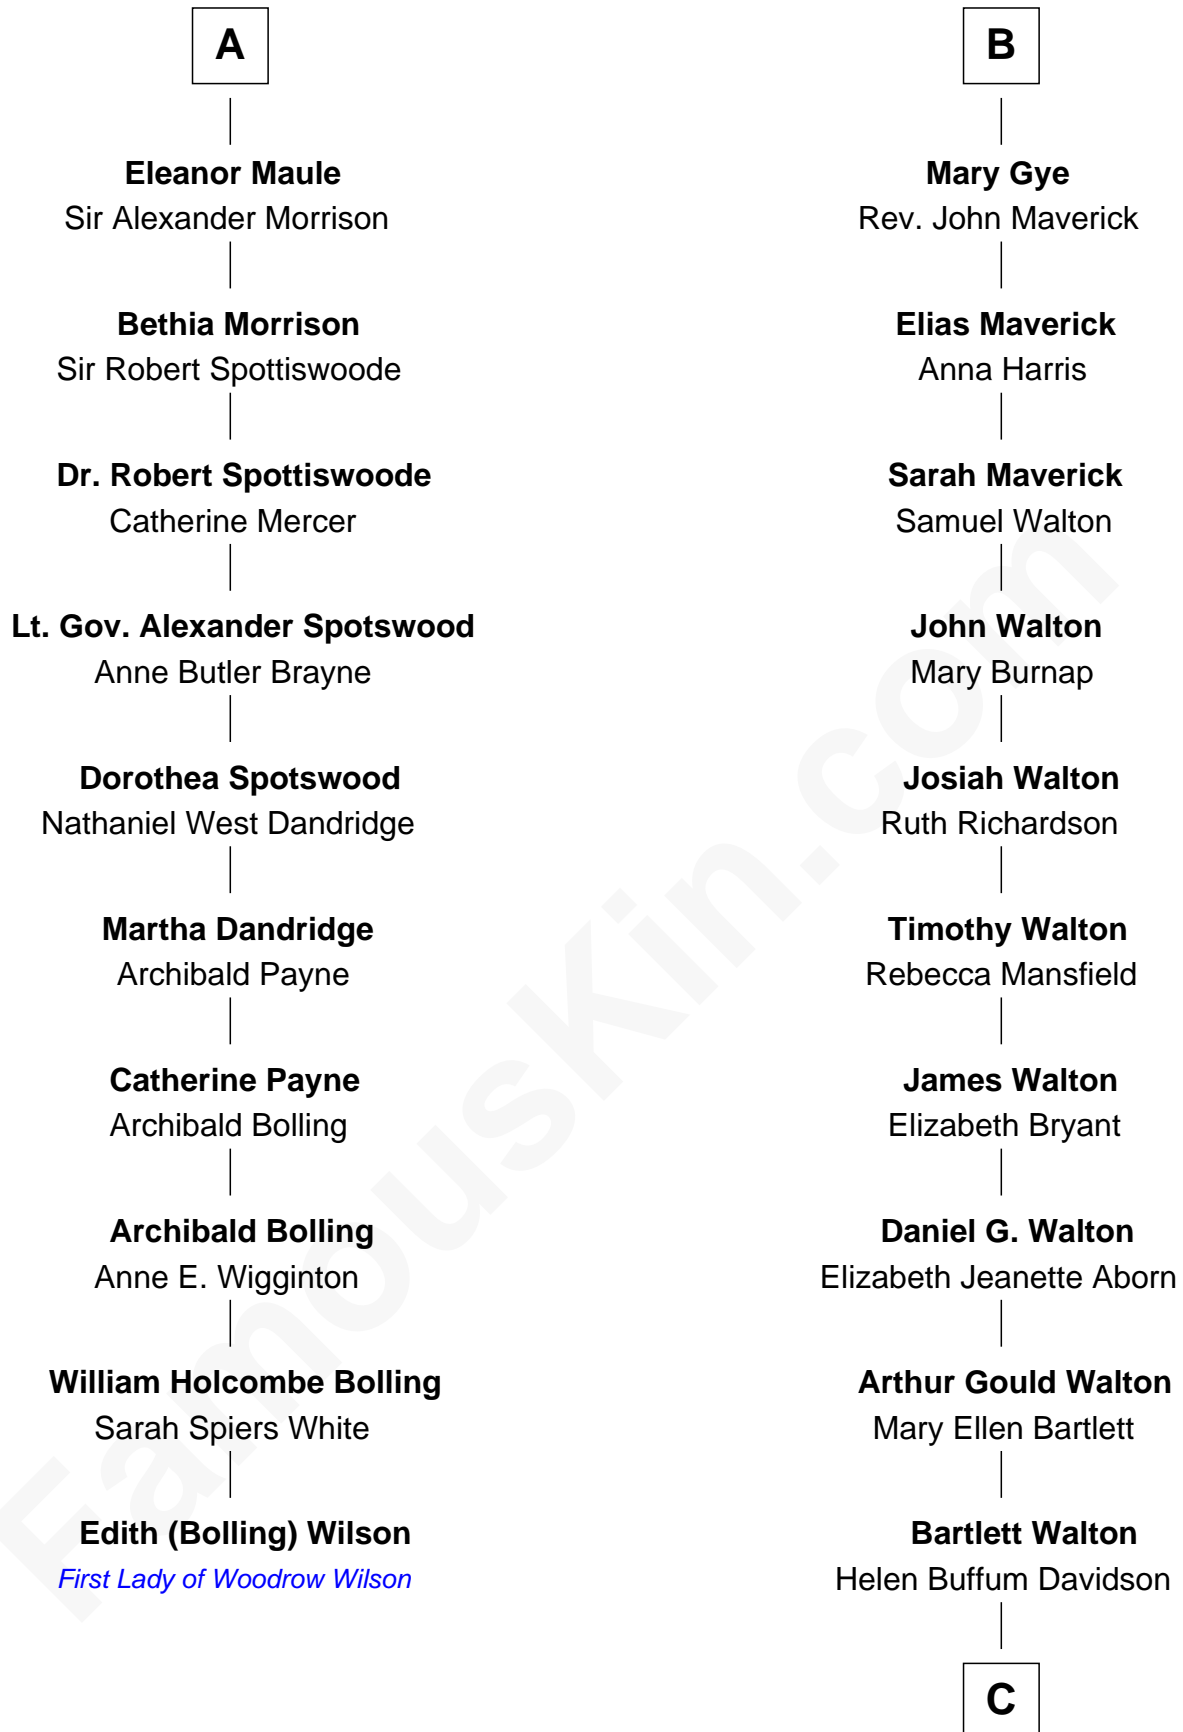 A
Eleanor Maule
Sir Alexander Morrison
Bethia Morrison
Sir Robert Spottiswoode
Dr. Robert Spottiswoode
Catherine Mercer
Lt. Gov. Alexander Spotswood
Anne Butler Brayne
Dorothea Spotswood
Nathaniel West Dandridge
Martha Dandridge
Archibald Payne
Catherine Payne
Archibald Bolling
Archibald Bolling
Anne E. Wigginton
William Holcombe Bolling
Sarah Spiers White
Edith (Bolling) Wilson
First Lady of Woodrow Wilson
B
Mary Gye
Rev. John Maverick
Elias Maverick
Anna Harris
Sarah Maverick
Samuel Walton
John Walton
Mary Burnap
Josiah Walton
Ruth Richardson
Timothy Walton
Rebecca Mansfield
James Walton
Elizabeth Bryant
Daniel G. Walton
Elizabeth Jeanette Aborn
Arthur Gould Walton
Mary Ellen Bartlett
Bartlett Walton
Helen Buffum Davidson
C
FamousKin.com